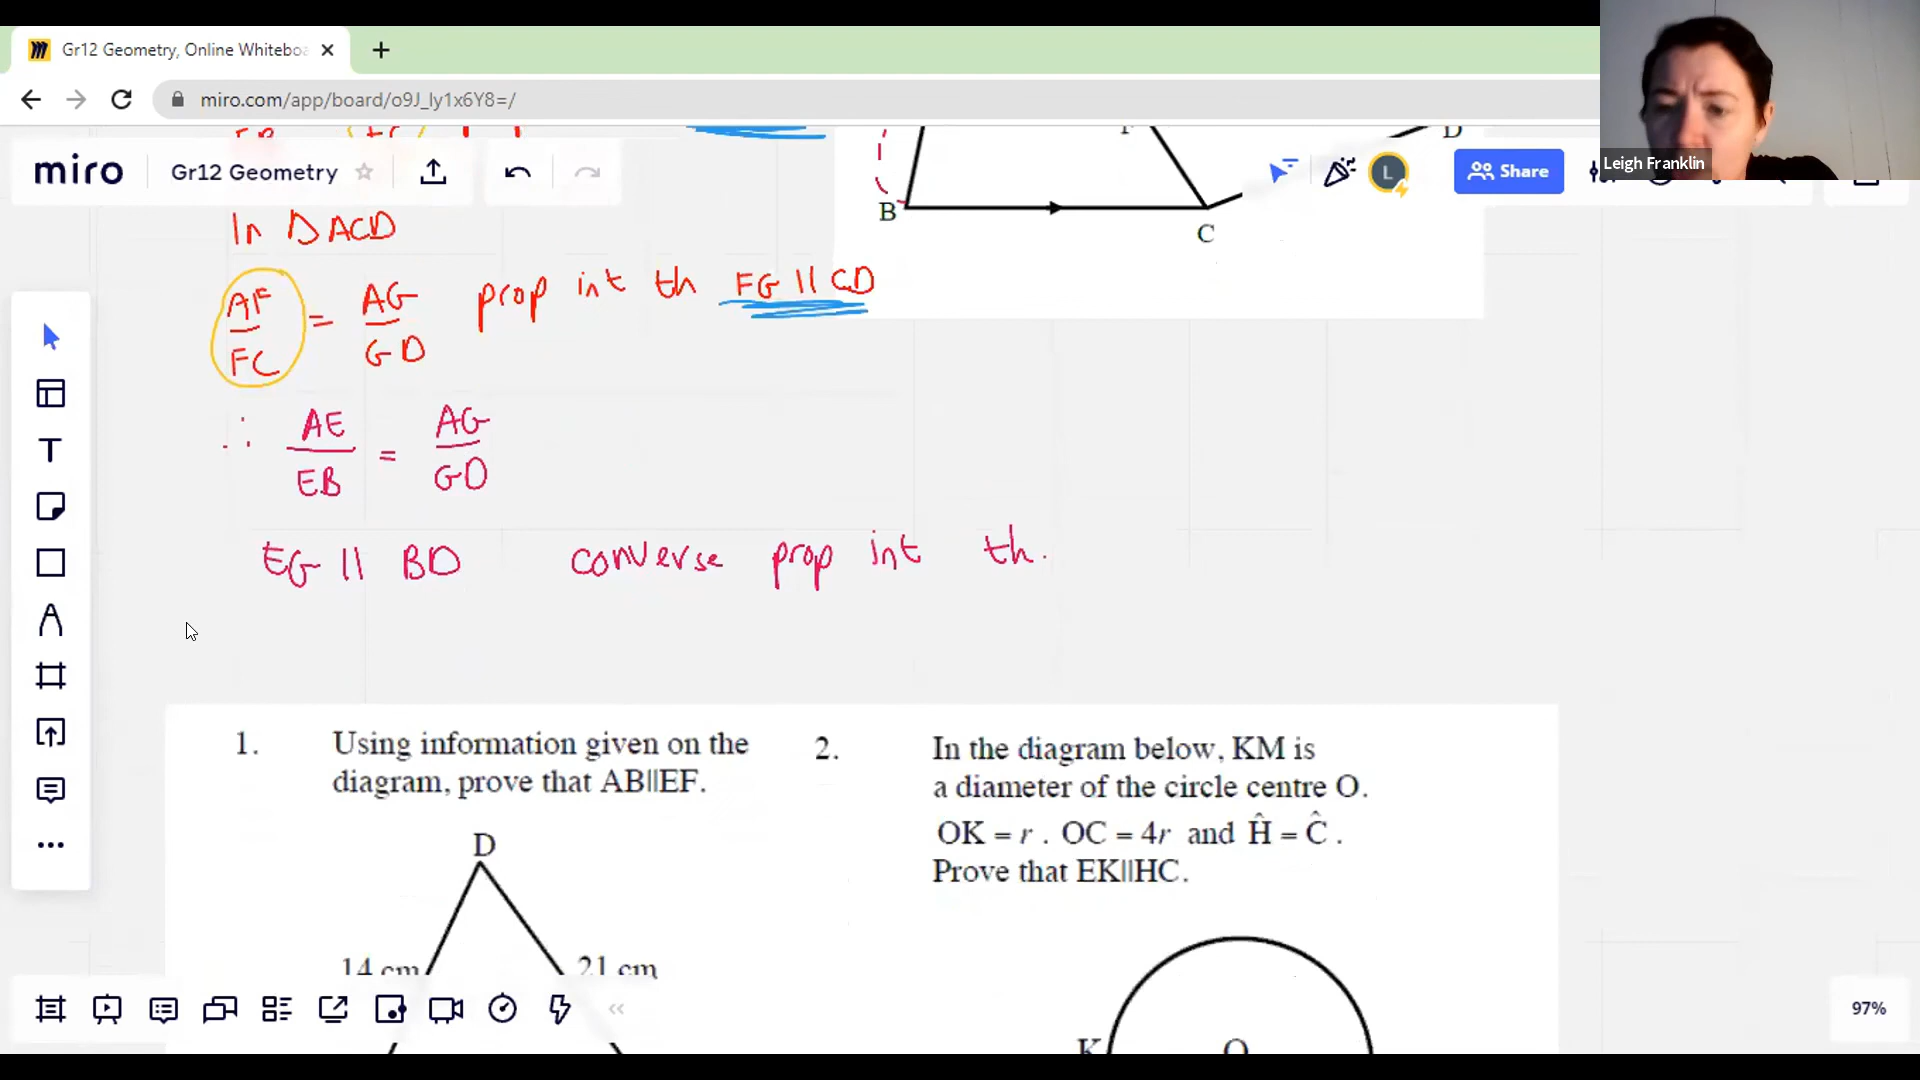 Gr12 Geometry, Online Whiteboa
miro.com/app/board/o9J_ly1x6Y8=/
Leigh Franklin
miro Gr12 Geometry
L
Share
B
C
D
In Δ ACD
AF/FC = AG/GD prop int th FG || CD
∴ AE/EB = AG/GD
EG || BD converse prop int th.
1. Using information given on the
diagram, prove that AB||EF.
D
14 cm 21 cm
2. In the diagram below, KM is
a diameter of the circle centre O.
OK = r . OC = 4r and Ĥ = Ĉ .
Prove that EK||HC.
K O
97%